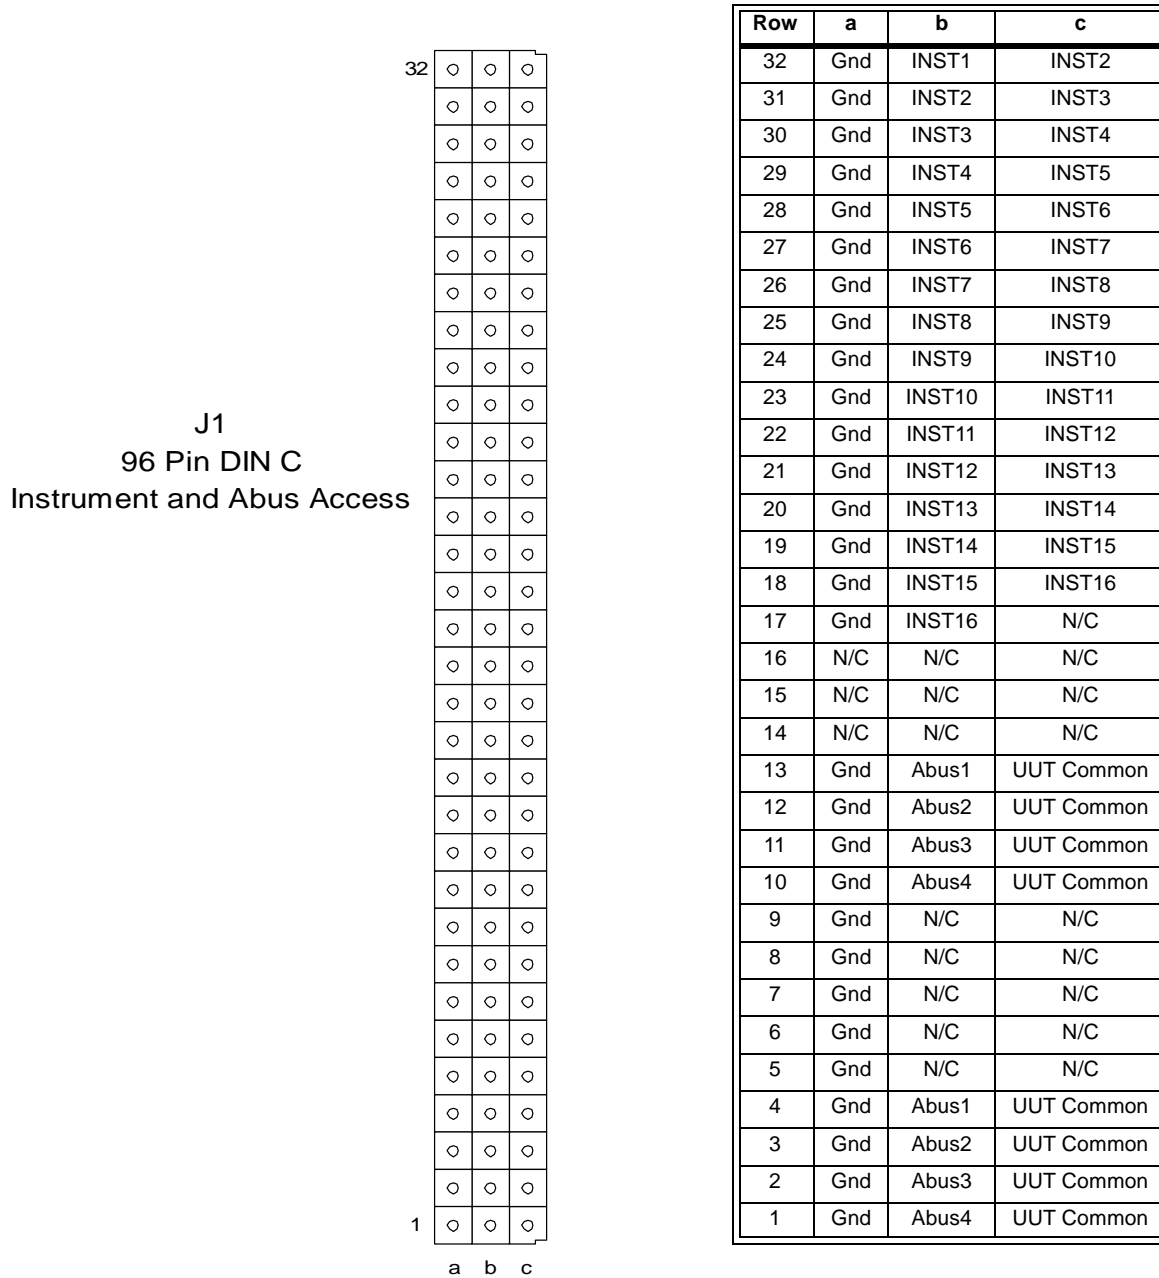 32
J1
96 Pin DIN C
Instrument and Abus Access
1
a b c
Row a b c
32 Gnd INST1 INST2
31 Gnd INST2 INST3
30 Gnd INST3 INST4
29 Gnd INST4 INST5
28 Gnd INST5 INST6
27 Gnd INST6 INST7
26 Gnd INST7 INST8
25 Gnd INST8 INST9
24 Gnd INST9 INST10
23 Gnd INST10 INST11
22 Gnd INST11 INST12
21 Gnd INST12 INST13
20 Gnd INST13 INST14
19 Gnd INST14 INST15
18 Gnd INST15 INST16
17 Gnd INST16 N/C
16 N/C N/C N/C
15 N/C N/C N/C
14 N/C N/C N/C
13 Gnd Abus1 UUT Common
12 Gnd Abus2 UUT Common
11 Gnd Abus3 UUT Common
10 Gnd Abus4 UUT Common
9 Gnd N/C N/C
8 Gnd N/C N/C
7 Gnd N/C N/C
6 Gnd N/C N/C
5 Gnd N/C N/C
4 Gnd Abus1 UUT Common
3 Gnd Abus2 UUT Common
2 Gnd Abus3 UUT Common
1 Gnd Abus4 UUT Common